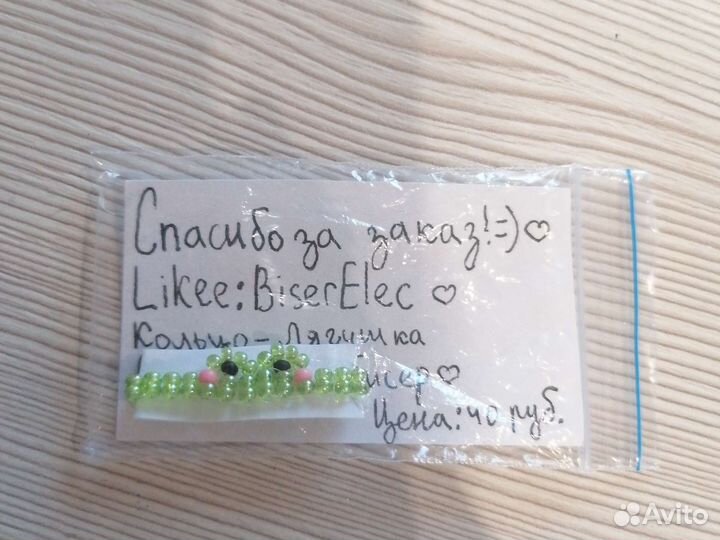 Спасибо за заказ!=)♡
Likee:BiserElec ♡
Кольцо-Лягушка
Цена:40 руб.
Avito